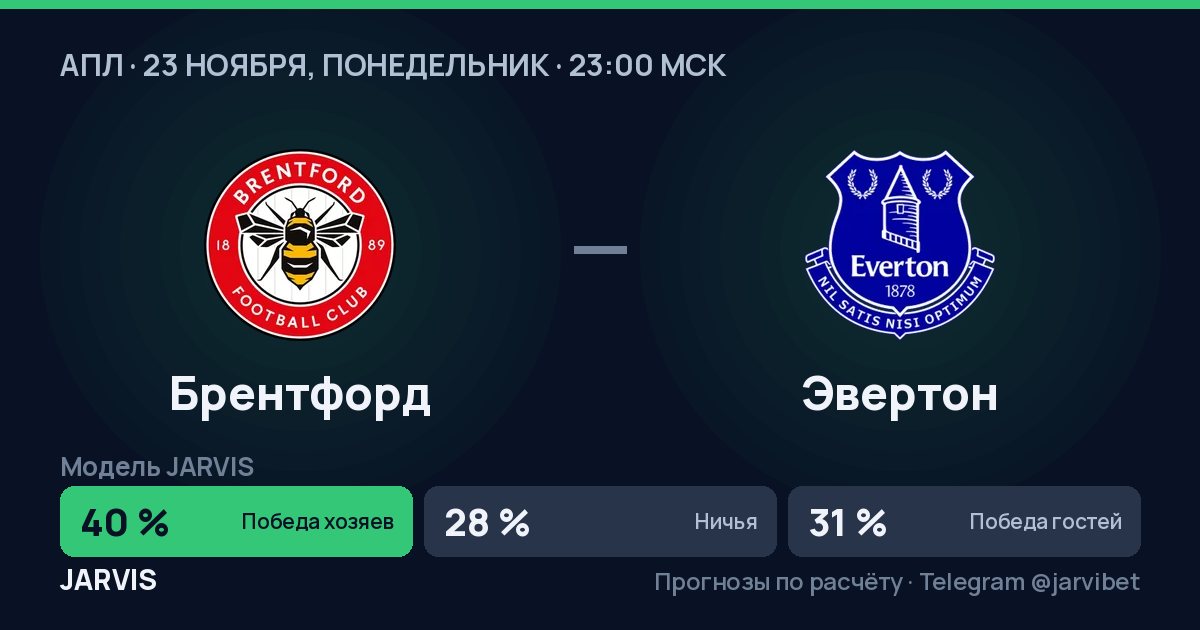 АПЛ · 23 НОЯБРЯ, ПОНЕДЕЛЬНИК · 23:00 МСК
BRENTFORD
18 89
FOOTBALL CLUB
Everton
1878
NIL SATIS NISI OPTIMUM
—
Брентфорд
Эвертон
Модель JARVIS
40 % Победа хозяев
28 % Ничья
31 % Победа гостей
JARVIS
Прогнозы по расчёту · Telegram @jarvibet